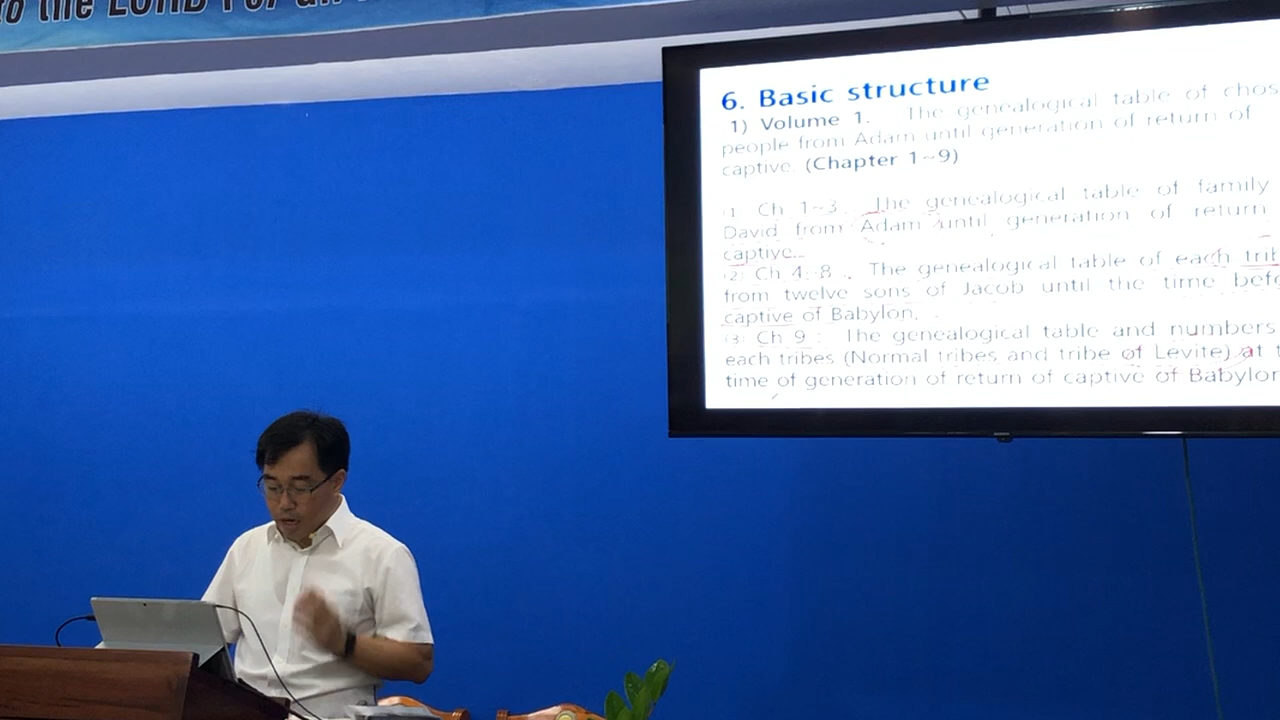 to the LORD For
6. Basic structure
1) Volume 1. The genealogical table of chos
people from Adam until generation of return of
captive. (Chapter 1~9)
(1) Ch 1~3 The genealogical table of family
David from Adam until generation of return
captive.
(2) Ch 4~8 . The genealogical table of each trib
from twelve sons of Jacob until the time befo
captive of Babylon.
(3) Ch 9 : The genealogical table and numbers
each tribes (Normal tribes and tribe of Levite) at t
time of generation of return of captive of Babylon